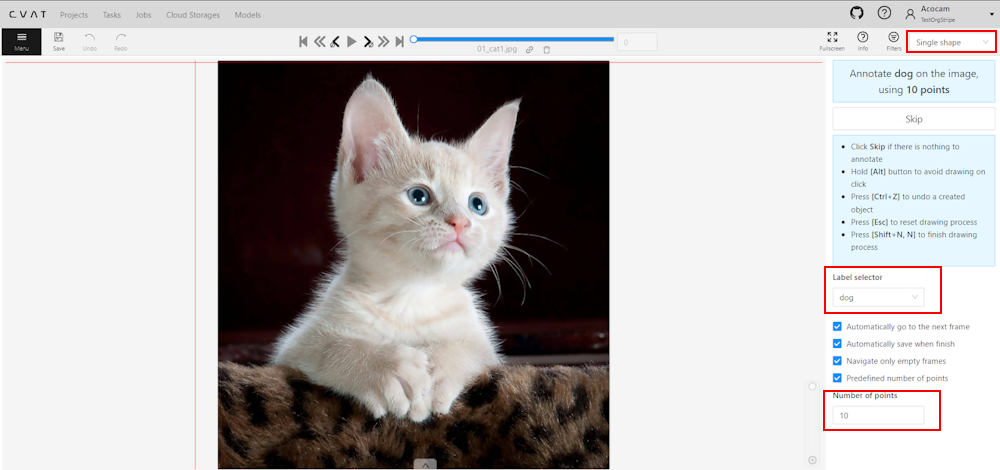 CVAT Projects Tasks Jobs Cloud Storages Models Acocam
TestOrgStripe
Menu Save Undo Redo 01_cat1.jpg 0 Fullscreen Info Filters Single shape
Annotate dog on the image,
using 10 points
Skip
Click Skip if there is nothing to
annotate
Hold [Alt] button to avoid drawing on
click
Press [Ctrl+Z] to undo a created
object
Press [Esc] to reset drawing process
Press [Shift+N, N] to finish drawing
process
Label selector
dog
Automatically go to the next frame
Automatically save when finish
Navigate only empty frames
Predefined number of points
Number of points
10